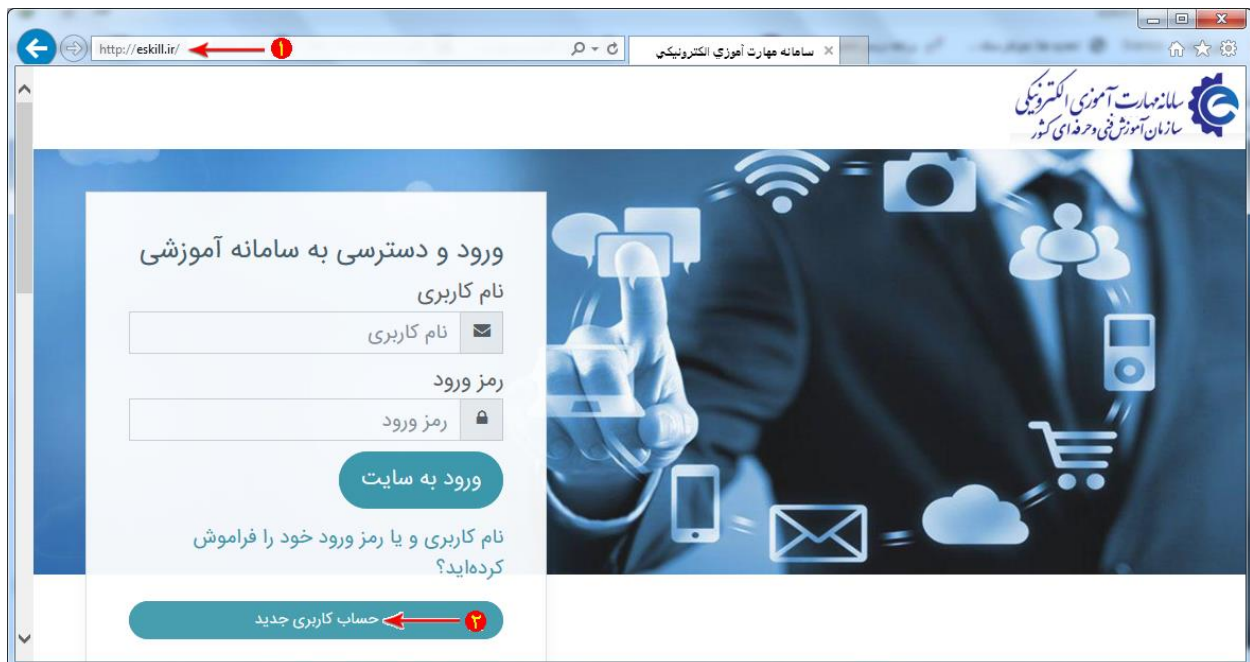 http://eskill.ir/
۱
سامانه مهارت آموزي الكترونيكي
سامانه مهارت آموزی الکترونیکی
سازمان آموزش فنی و حرفه ای کشور
ورود و دسترسی به سامانه آموزشی
نام کاربری
نام کاربری
رمز ورود
رمز ورود
ورود به سایت
نام کاربری و یا رمز ورود خود را فراموش
کرده‌اید؟
حساب کاربری جدید
۲